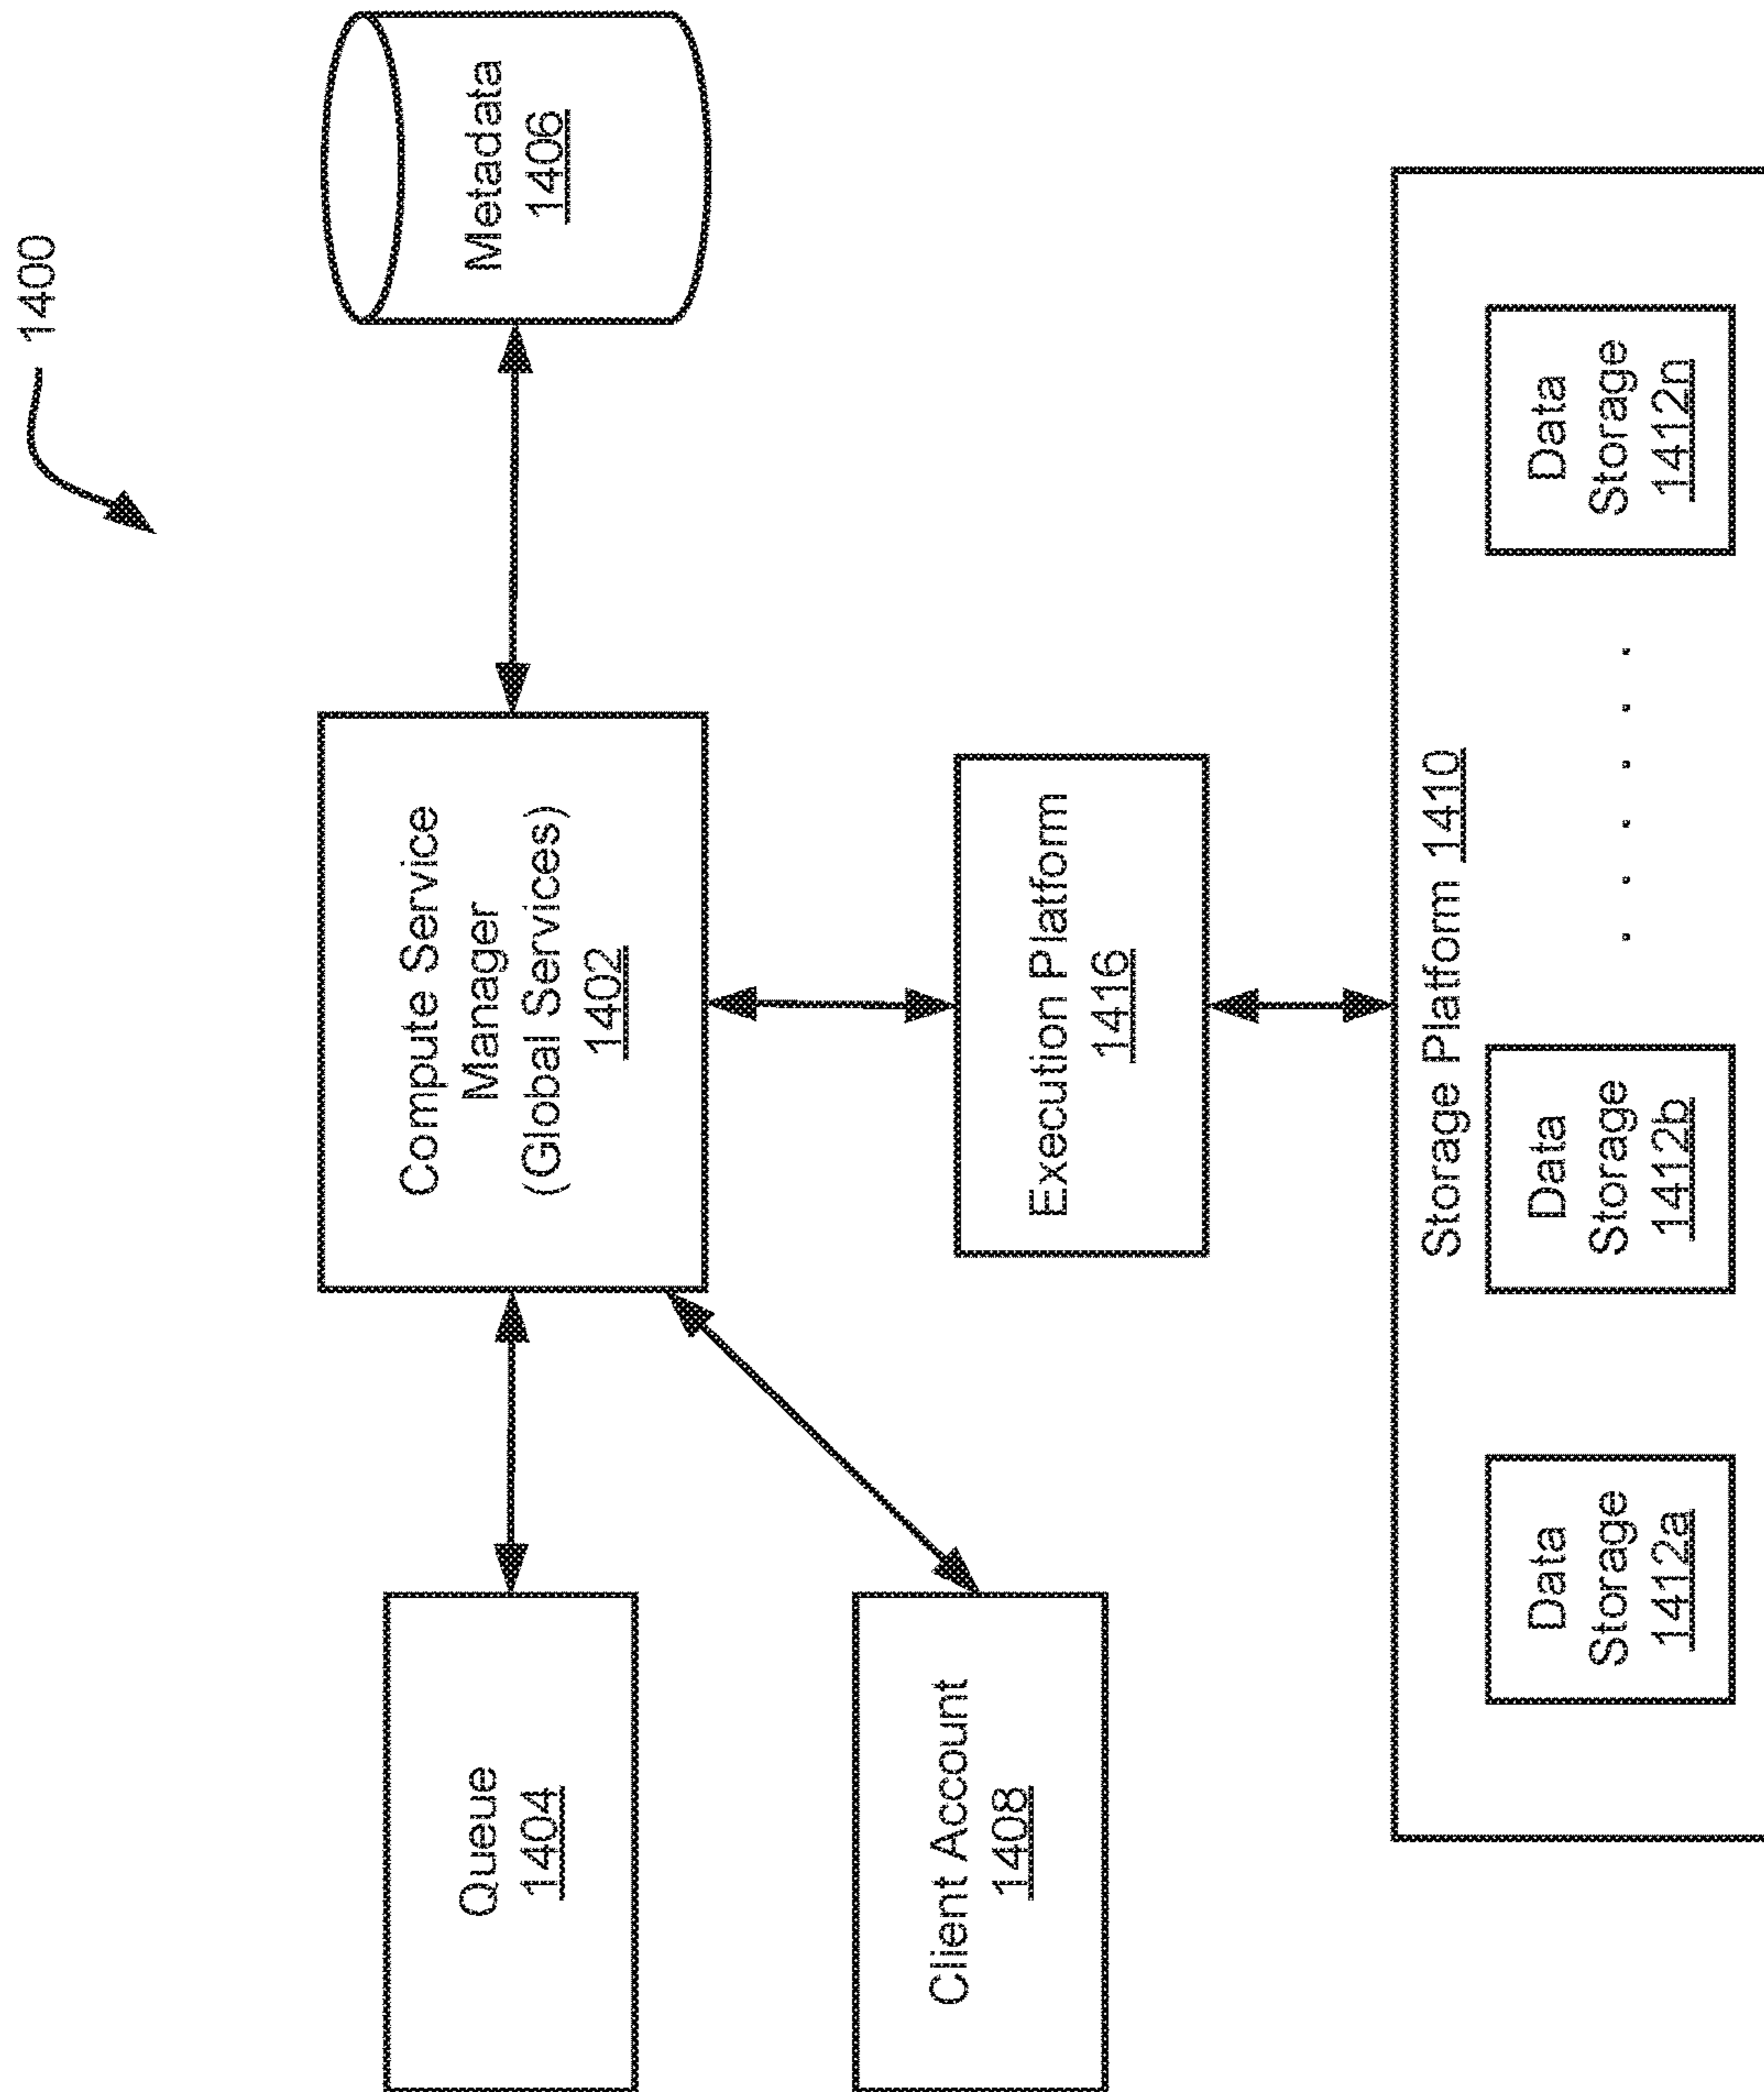 1400
Queue
1404
Compute Service
Manager
(Global Services)
1402
Metadata
1406
Client Account
1408
Execution Platform
1416
Storage Platform 1410
Data
Storage
1412a
Data
Storage
1412b
Data
Storage
1412n